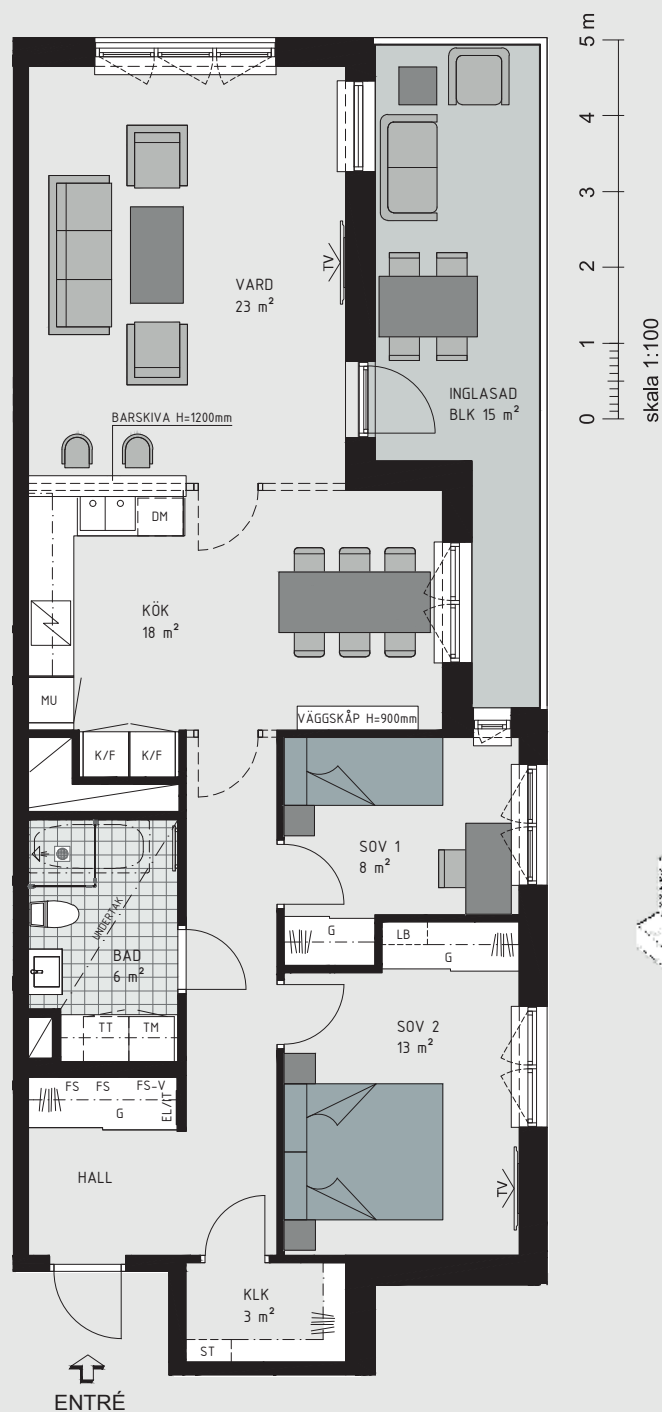 5 m
4
3
2
1
0
skala 1:100
TV
VARD
23 m²
INGLASAD
BLK 15 m²
BARSKIVA H=1200mm
DM
KÖK
18 m²
MU
VÄGGSKÅP H=900mm
K/F
K/F
SOV 1
8 m²
UNDERTAK
BAD
6 m²
G
LB
G
TT
TM
SOV 2
13 m²
FS
FS
FS-V
G
EL/IT
HALL
TV
KLK
3 m²
ST
ENTRÉ